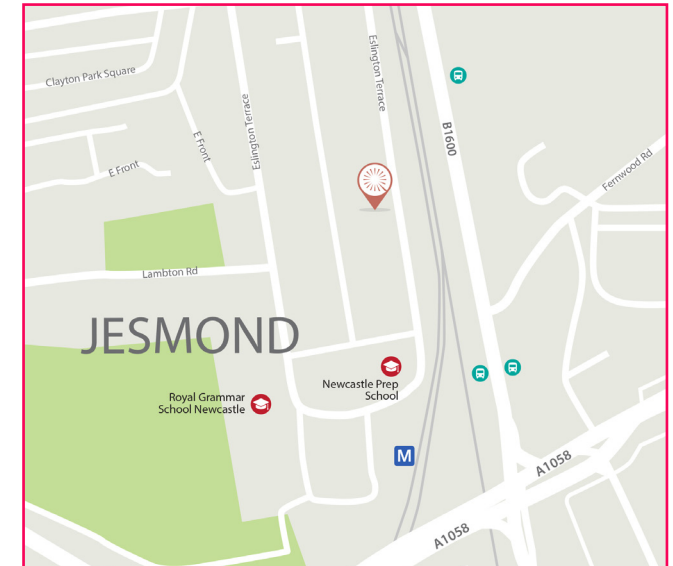 Eslington Terrace
Clayton Park Square
B1600
Eslington Terrace
E Front
Fernwood Rd
E Front
Lambton Rd
JESMOND
Newcastle Prep
School
Royal Grammar
School Newcastle
M
A1058
A1058